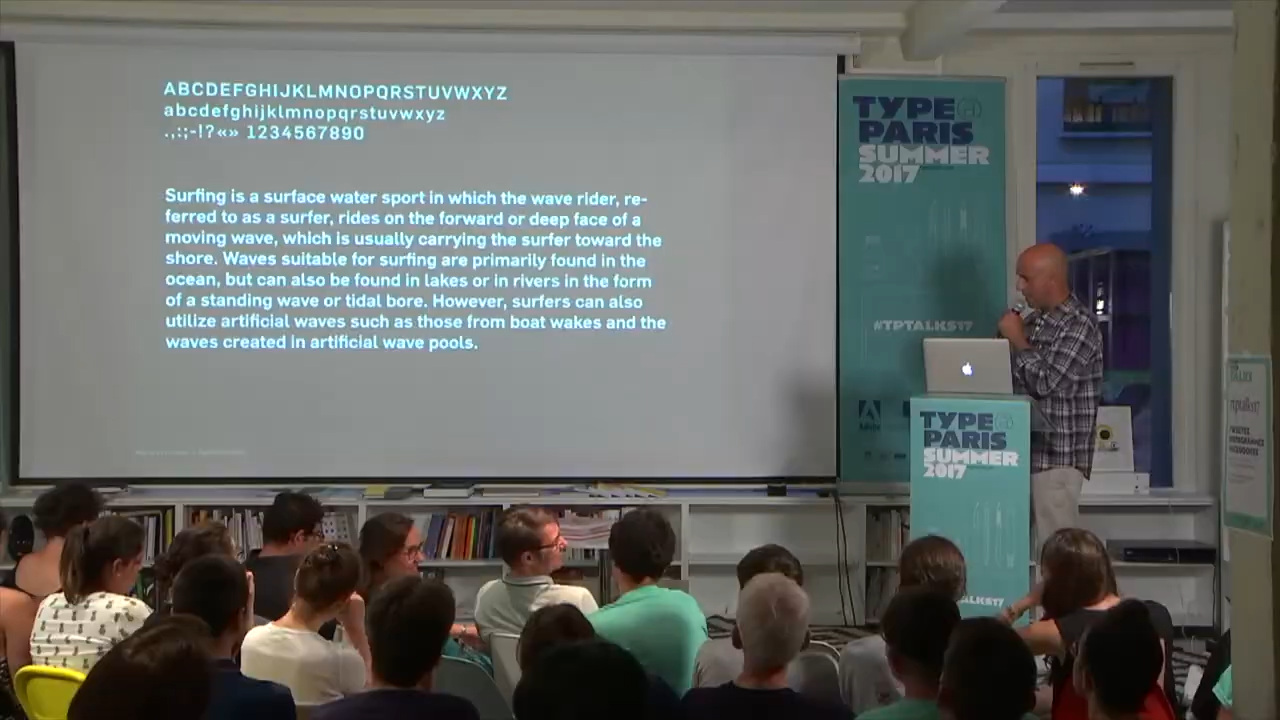 ABCDEFGHIJKLMNOPQRSTUVWXYZ
abcdefghijklmnopqrstuvwxyz
.,:;-!?«» 1234567890
Surfing is a surface water sport in which the wave rider, re-
ferred to as a surfer, rides on the forward or deep face of a
moving wave, which is usually carrying the surfer toward the
shore. Waves suitable for surfing are primarily found in the
ocean, but can also be found in lakes or in rivers in the form
of a standing wave or tidal bore. However, surfers can also
utilize artificial waves such as those from boat wakes and the
waves created in artificial wave pools.
TYPE@
PARIS
SUMMER
2017
#TPTALKS17
Adobe
TYPE@
PARIS
SUMMER
2017
ALKS17
TALKS
tptalks17